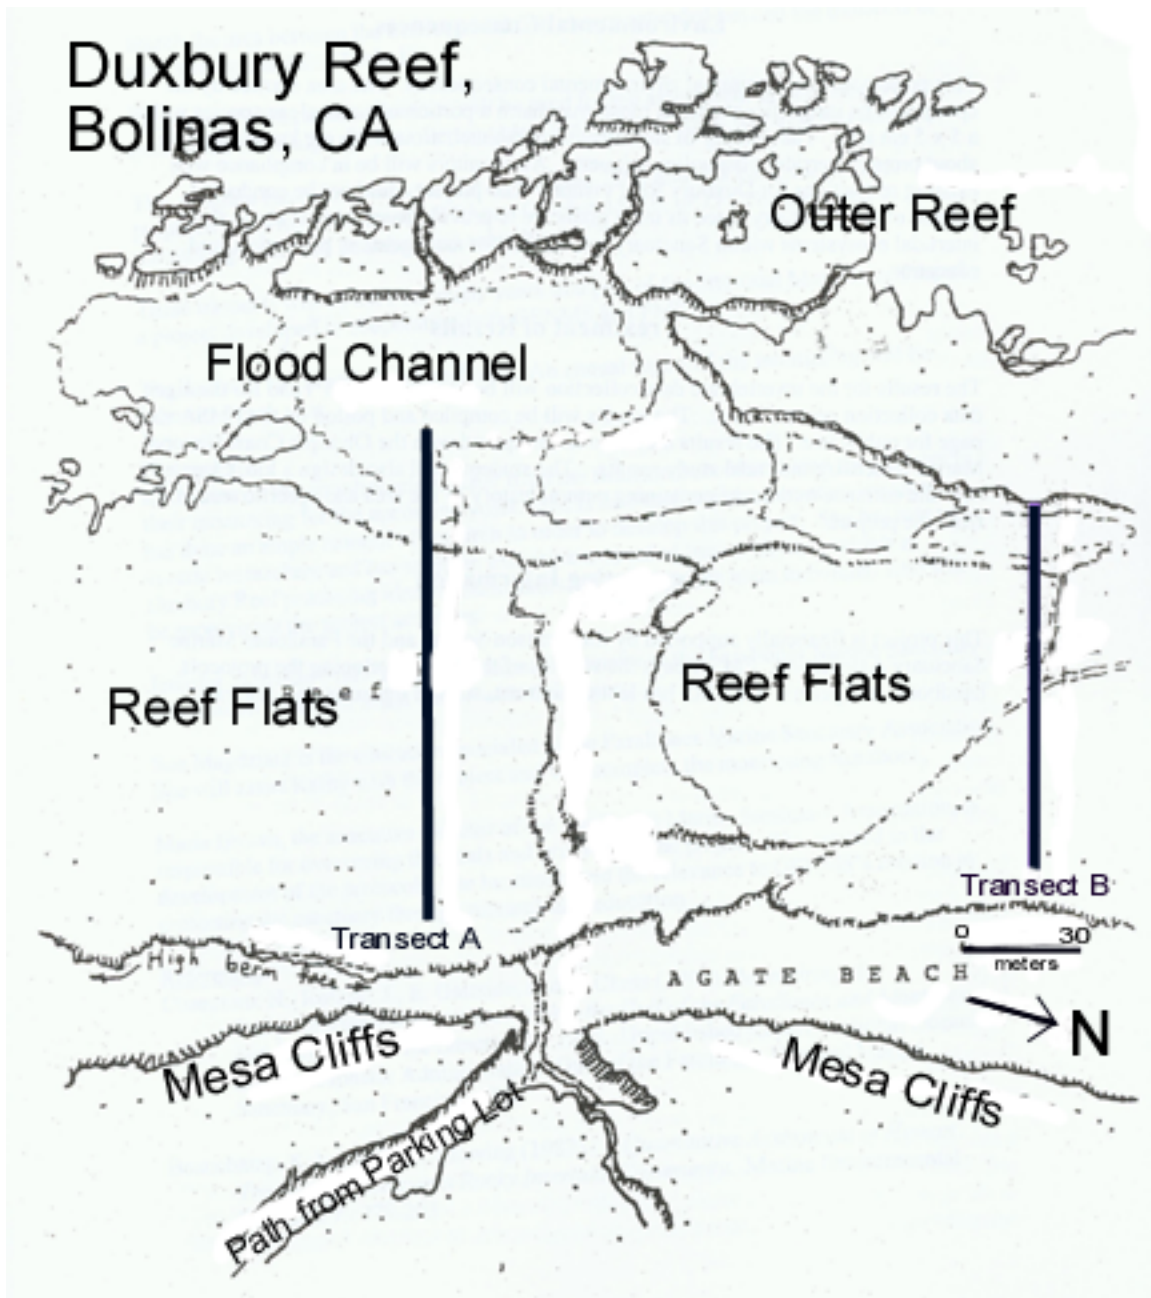 Duxbury Reef,
Bolinas, CA
Outer Reef
Flood Channel
Reef Flats
Reef
Reef Flats
Transect A
Transect B
0 30
meters
High berm face
AGATE BEACH
N
Mesa Cliffs
Mesa Cliffs
Path from Parking Lot